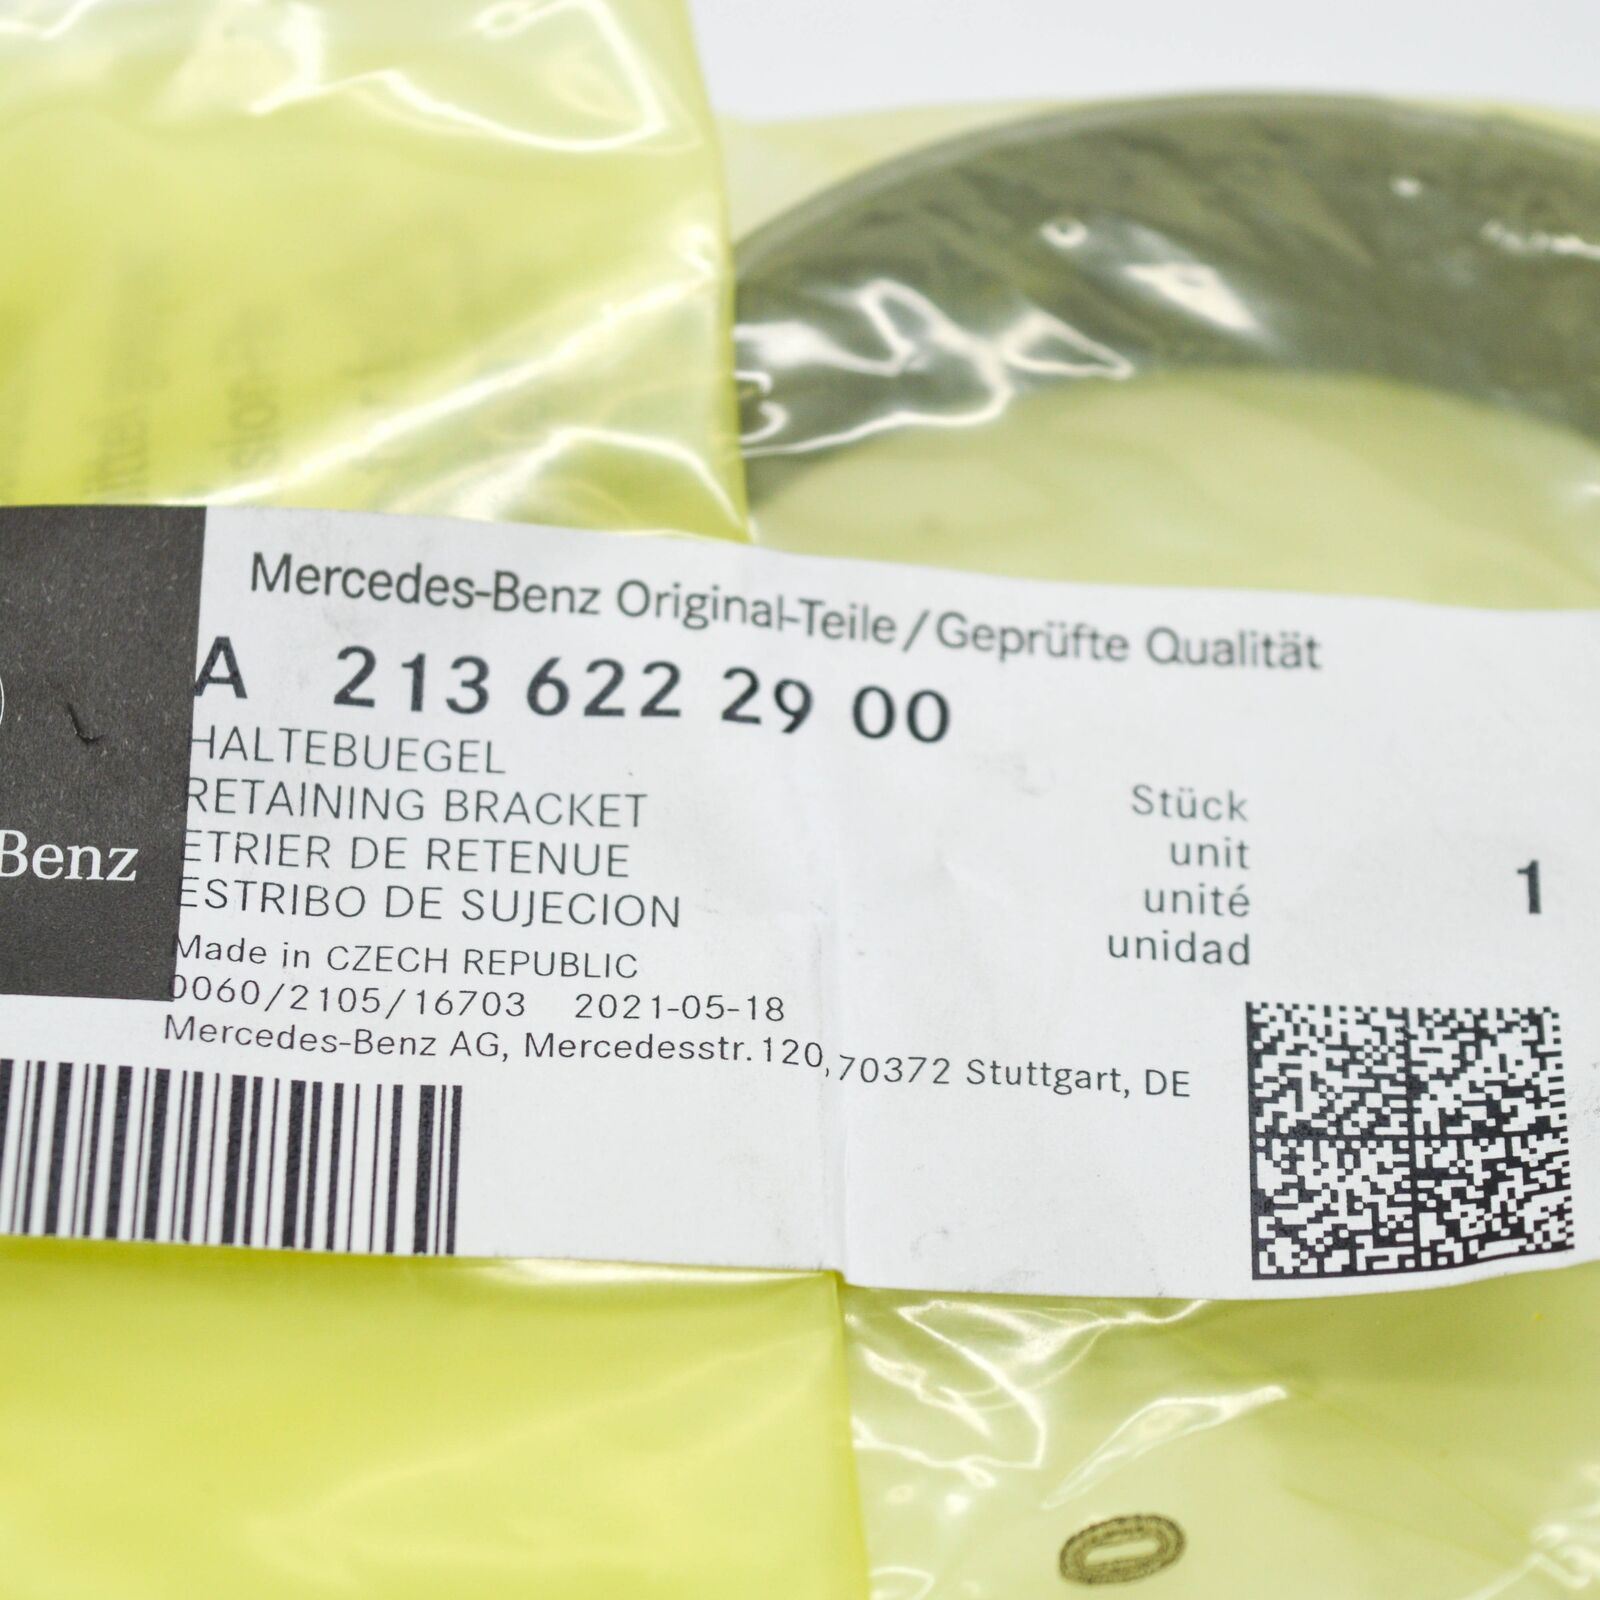 Mercedes-Benz Original-Teile / Geprüfte Qualität
A 213 622 29 00
HALTEBUEGEL
RETAINING BRACKET
ETRIER DE RETENUE
ESTRIBO DE SUJECION
Made in CZECH REPUBLIC
0060/2105/16703 2021-05-18
Mercedes-Benz AG, Mercedesstr. 120, 70372 Stuttgart, DE
Stück
unit
unité
unidad
1
Benz